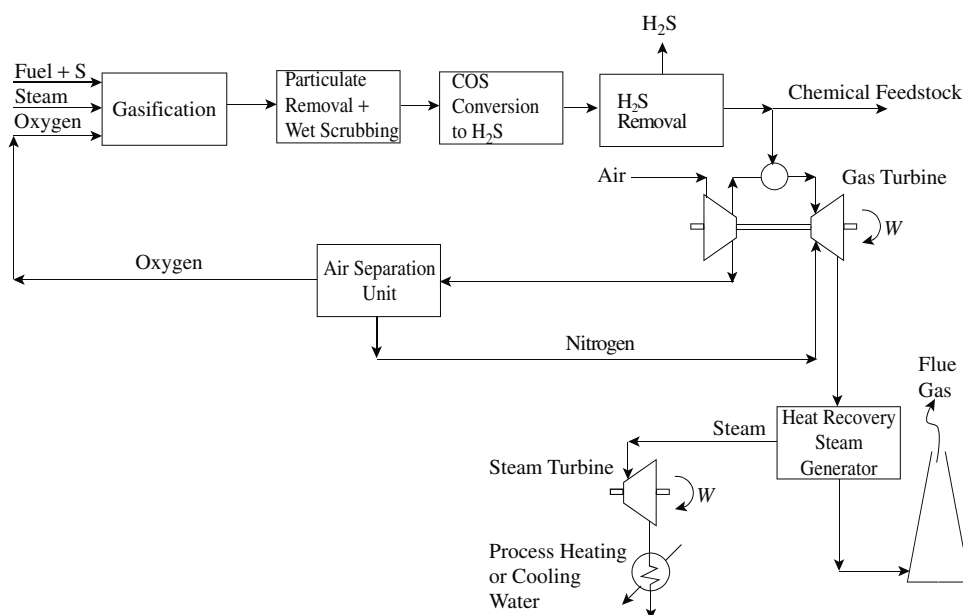 H₂S
Fuel + S
Steam
Oxygen
Gasification
Particulate
Removal +
Wet Scrubbing
COS
Conversion
to H₂S
H₂S
Removal
Chemical Feedstock
Air
Gas Turbine
W
Oxygen
Air Separation
Unit
Nitrogen
Flue
Gas
Heat Recovery
Steam
Generator
Steam
Steam Turbine
W
Process Heating
or Cooling
Water